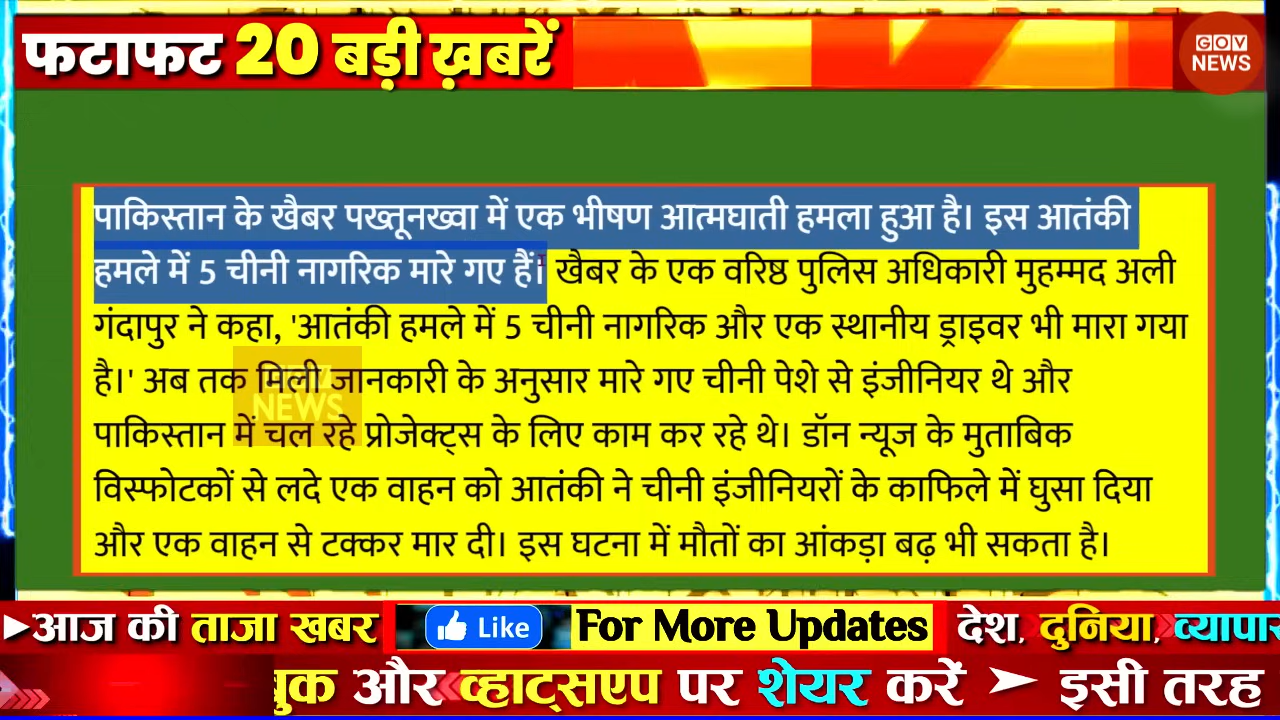 फटाफट 20 बड़ी ख़बरें
GOV
NEWS
पाकिस्तान के खैबर पख्तूनख्वा में एक भीषण आत्मघाती हमला हुआ है। इस आतंकी
हमले में 5 चीनी नागरिक मारे गए हैं। खैबर के एक वरिष्ठ पुलिस अधिकारी मुहम्मद अली
गंदापुर ने कहा, 'आतंकी हमले में 5 चीनी नागरिक और एक स्थानीय ड्राइवर भी मारा गया
है।' अब तक मिली जानकारी के अनुसार मारे गए चीनी पेशे से इंजीनियर थे और
पाकिस्तान में चल रहे प्रोजेक्ट्स के लिए काम कर रहे थे। डॉन न्यूज के मुताबिक
विस्फोटकों से लदे एक वाहन को आतंकी ने चीनी इंजीनियरों के काफिले में घुसा दिया
और एक वाहन से टक्कर मार दी। इस घटना में मौतों का आंकड़ा बढ़ भी सकता है।
GOV
NEWS
आज की ताजा खबर Like For More Updates देश, दुनिया, व्यापार
बुक और व्हाट्सएप पर शेयर करें ➤ इसी तरह